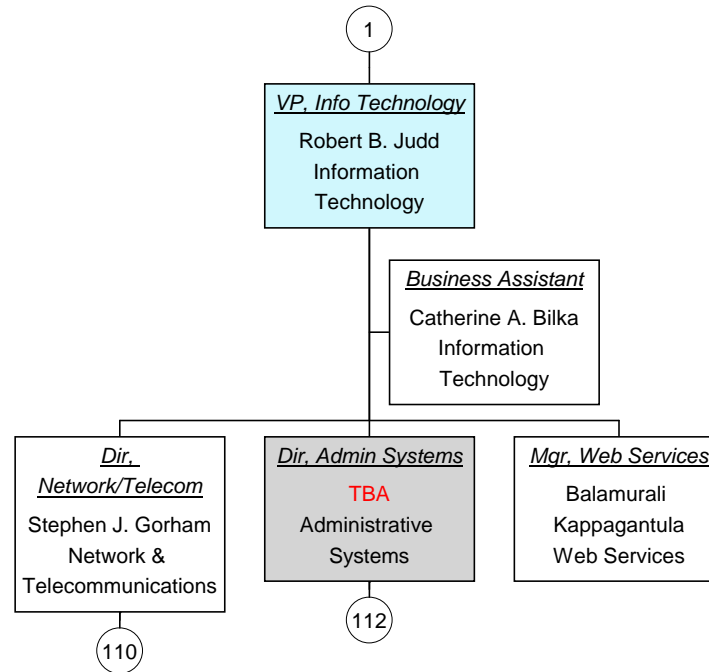 1
VP, Info Technology
Robert B. Judd
Information
Technology
Business Assistant
Catherine A. Bilka
Information
Technology
Dir,
Network/Telecom
Stephen J. Gorham
Network &
Telecommunications
110
Dir, Admin Systems
TBA
Administrative
Systems
112
Mgr, Web Services
Balamurali
Kappagantula
Web Services